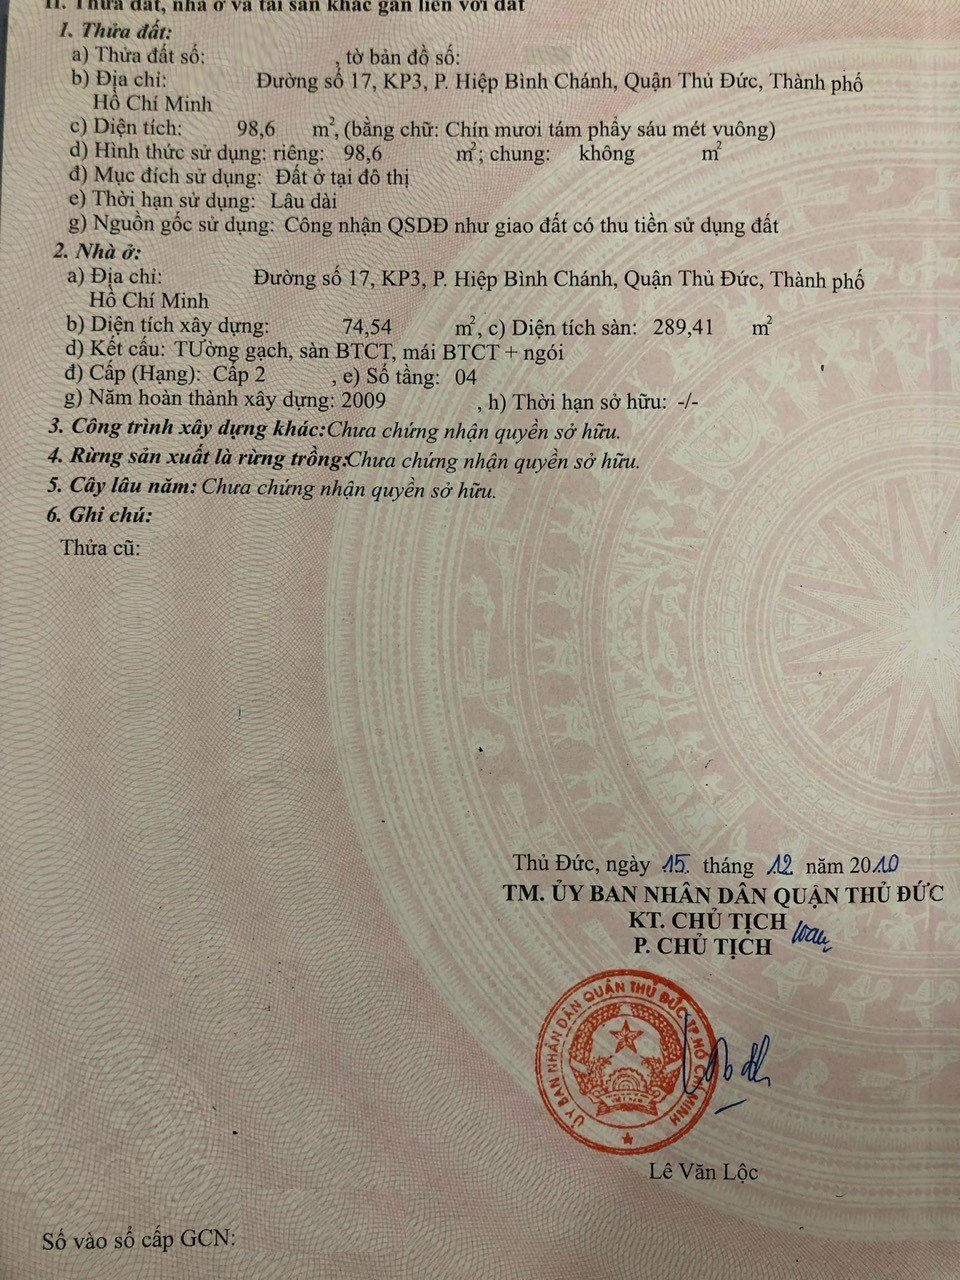 II. Thửa đất, nhà ở và tài sản khác gắn liền với đất
1. Thửa đất:
a) Thửa đất số: , tờ bản đồ số:
b) Địa chỉ: Đường số 17, KP3, P. Hiệp Bình Chánh, Quận Thủ Đức, Thành phố
Hồ Chí Minh
c) Diện tích: 98,6 m², (bằng chữ: Chín mươi tám phẩy sáu mét vuông)
d) Hình thức sử dụng: riêng: 98,6 m²; chung: không m²
đ) Mục đích sử dụng: Đất ở tại đô thị
e) Thời hạn sử dụng: Lâu dài
g) Nguồn gốc sử dụng: Công nhận QSDĐ như giao đất có thu tiền sử dụng đất
2. Nhà ở:
a) Địa chỉ: Đường số 17, KP3, P. Hiệp Bình Chánh, Quận Thủ Đức, Thành phố
Hồ Chí Minh
b) Diện tích xây dựng: 74,54 m², c) Diện tích sàn: 289,41 m²
d) Kết cấu: TƯờng gạch, sàn BTCT, mái BTCT + ngói
đ) Cấp (Hạng): Cấp 2 , e) Số tầng: 04
g) Năm hoàn thành xây dựng: 2009 , h) Thời hạn sở hữu: -/-
3. Công trình xây dựng khác:Chưa chứng nhận quyền sở hữu.
4. Rừng sản xuất là rừng trồng:Chưa chứng nhận quyền sở hữu.
5. Cây lâu năm: Chưa chứng nhận quyền sở hữu.
6. Ghi chú:
Thửa cũ:
Thủ Đức, ngày 15 tháng 12 năm 2010
TM. ỦY BAN NHÂN DÂN QUẬN THỦ ĐỨC
KT. CHỦ TỊCH
P. CHỦ TỊCH
ỦY BAN NHÂN DÂN QUẬN THỦ ĐỨC TP HỒ CHÍ MINH
VIỆT NAM
Lê Văn Lộc
Số vào sổ cấp GCN: